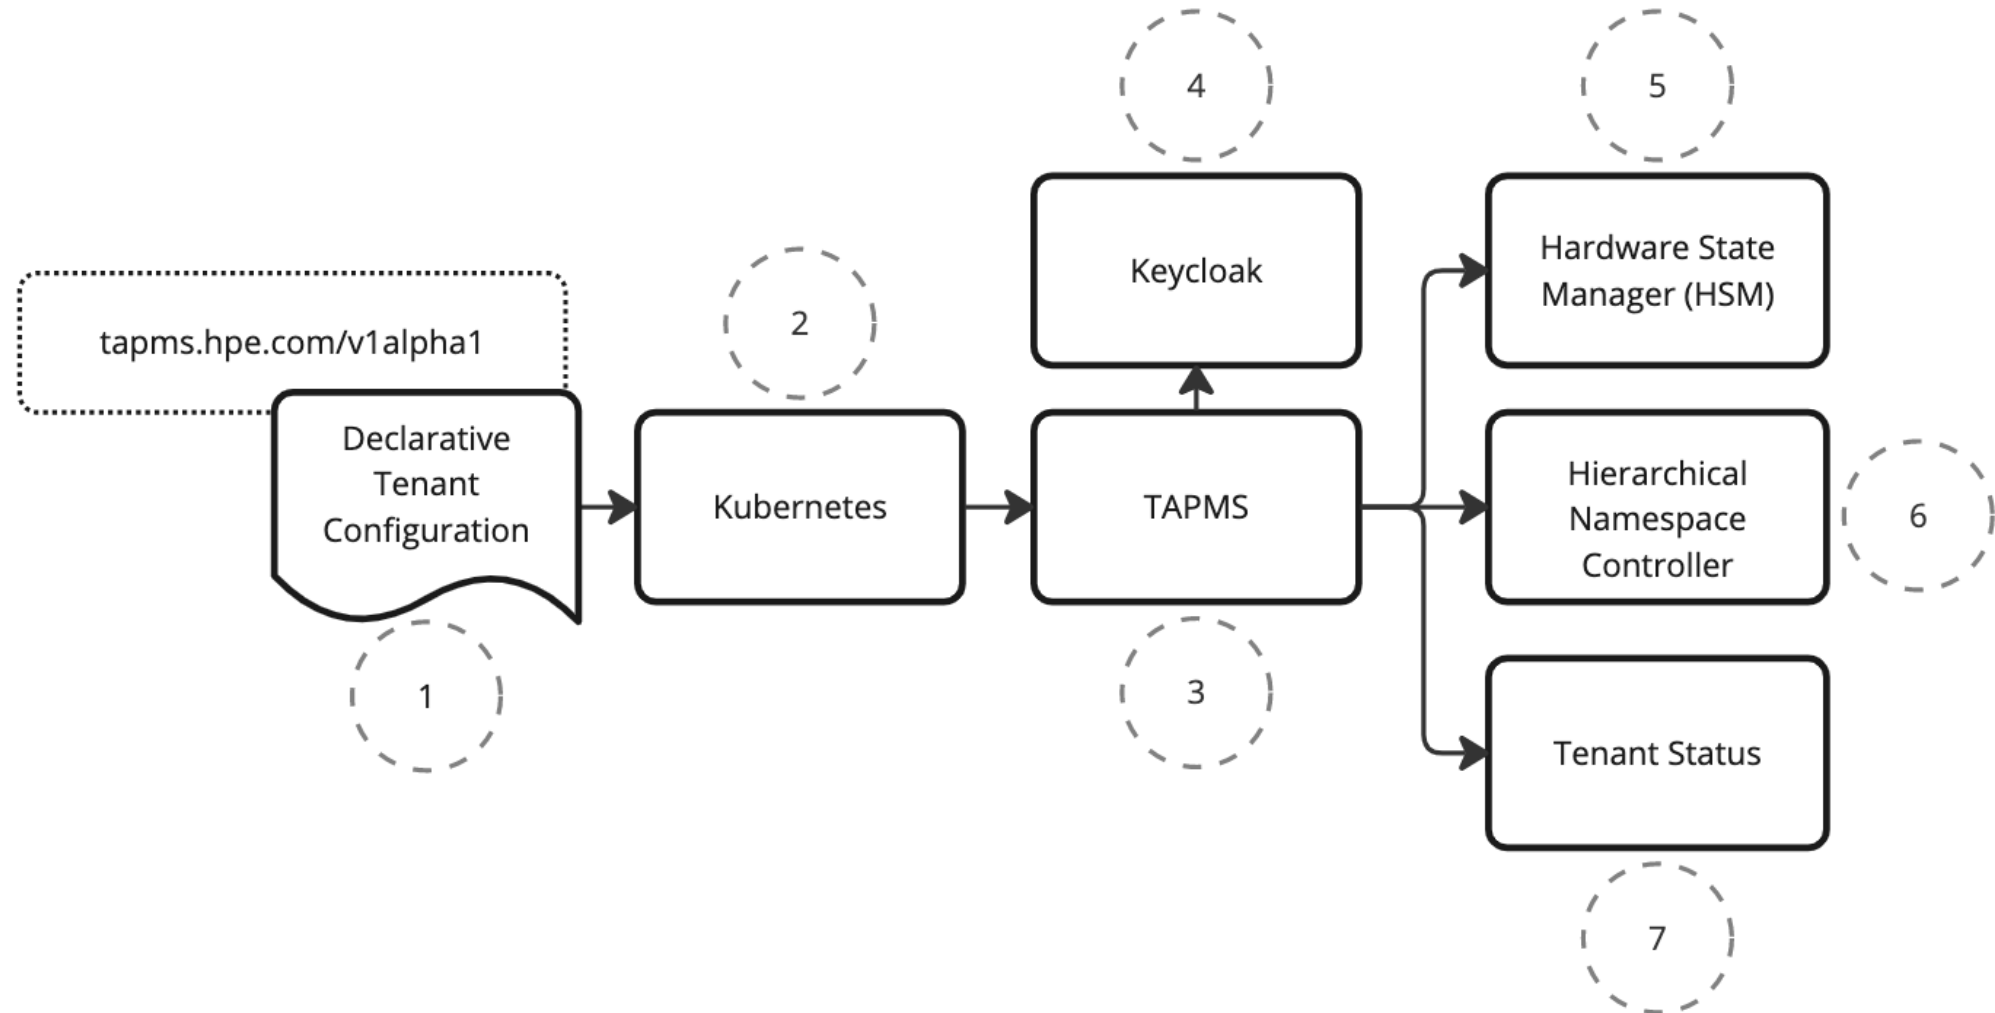 4
5
Keycloak
Hardware State
Manager (HSM)
2
tapms.hpe.com/v1alpha1
Declarative
Tenant
Configuration
Kubernetes
TAPMS
Hierarchical
Namespace
Controller
6
1
3
Tenant Status
7